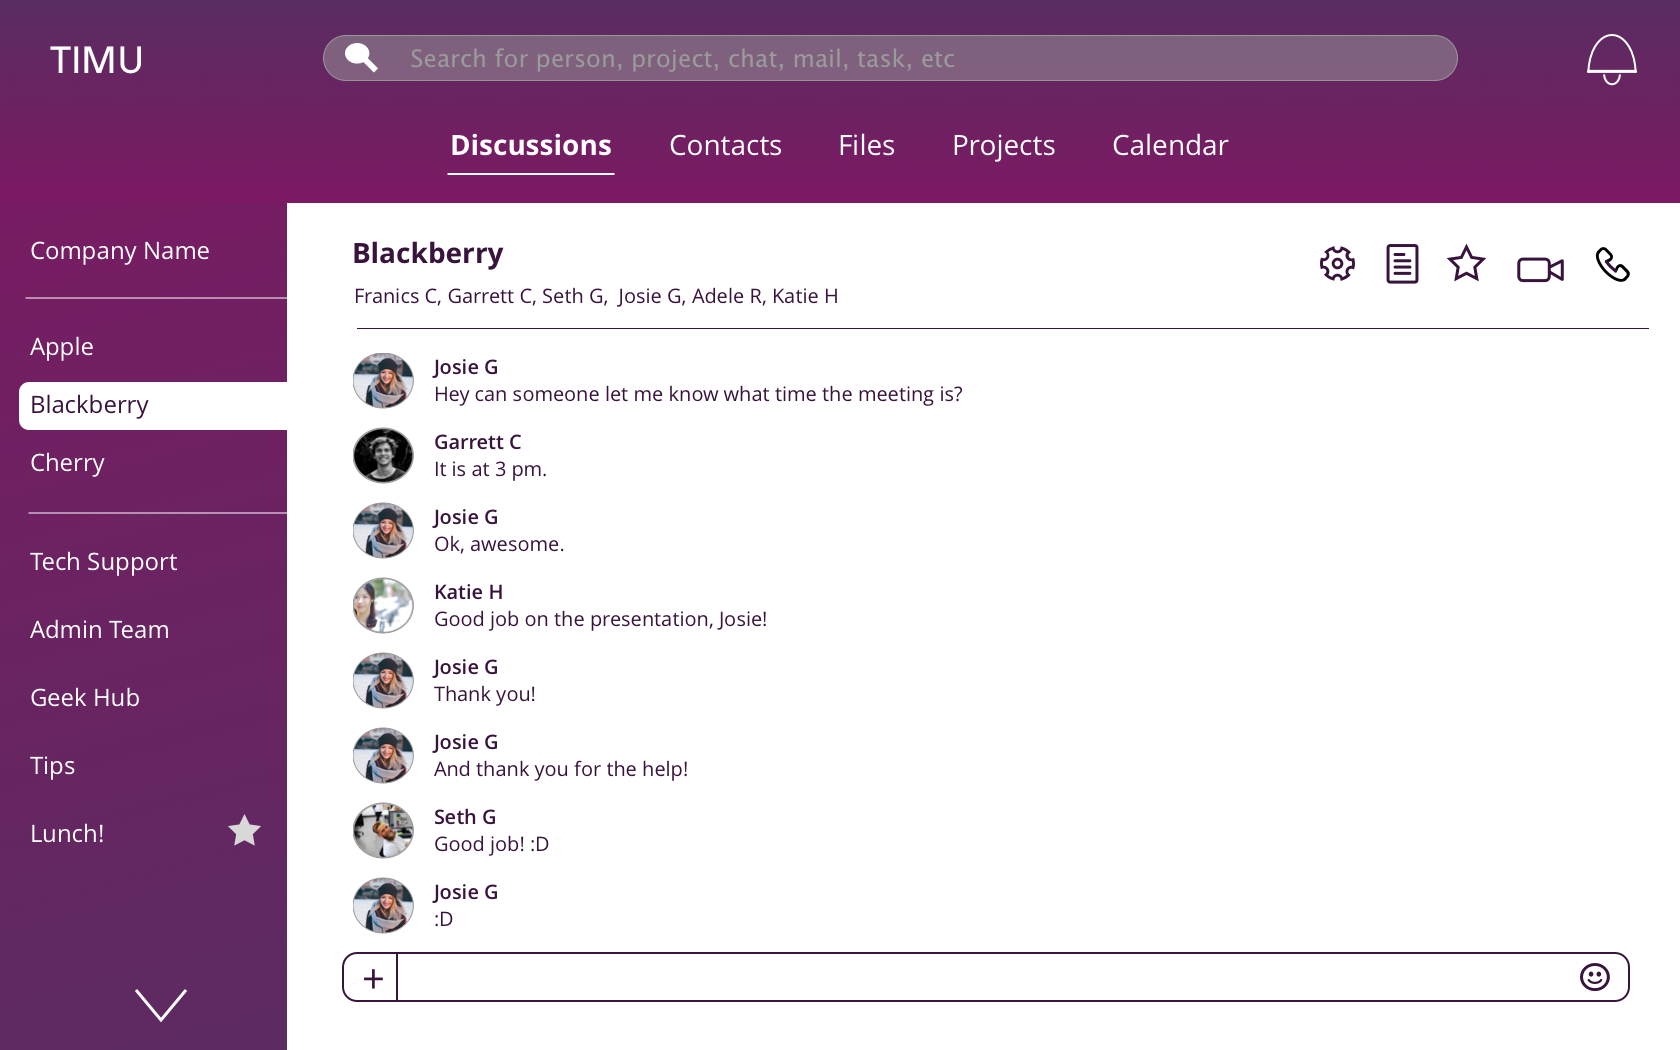 TIMU
Search for person, project, chat, mail, task, etc
Discussions Contacts Files Projects Calendar
Company Name
Apple
Blackberry
Cherry
Tech Support
Admin Team
Geek Hub
Tips
Lunch!
Blackberry
Franics C, Garrett C, Seth G, Josie G, Adele R, Katie H
Josie G
Hey can someone let me know what time the meeting is?
Garrett C
It is at 3 pm.
Josie G
Ok, awesome.
Katie H
Good job on the presentation, Josie!
Josie G
Thank you!
Josie G
And thank you for the help!
Seth G
Good job! :D
Josie G
:D